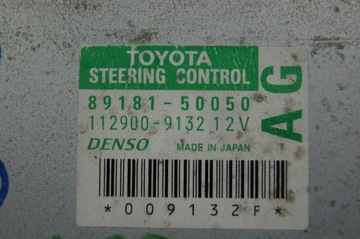 TOYOTA
STEERING CONTROL
89181-50050
112900-9132 12V
DENSO MADE IN JAPAN
AG
*009132F*